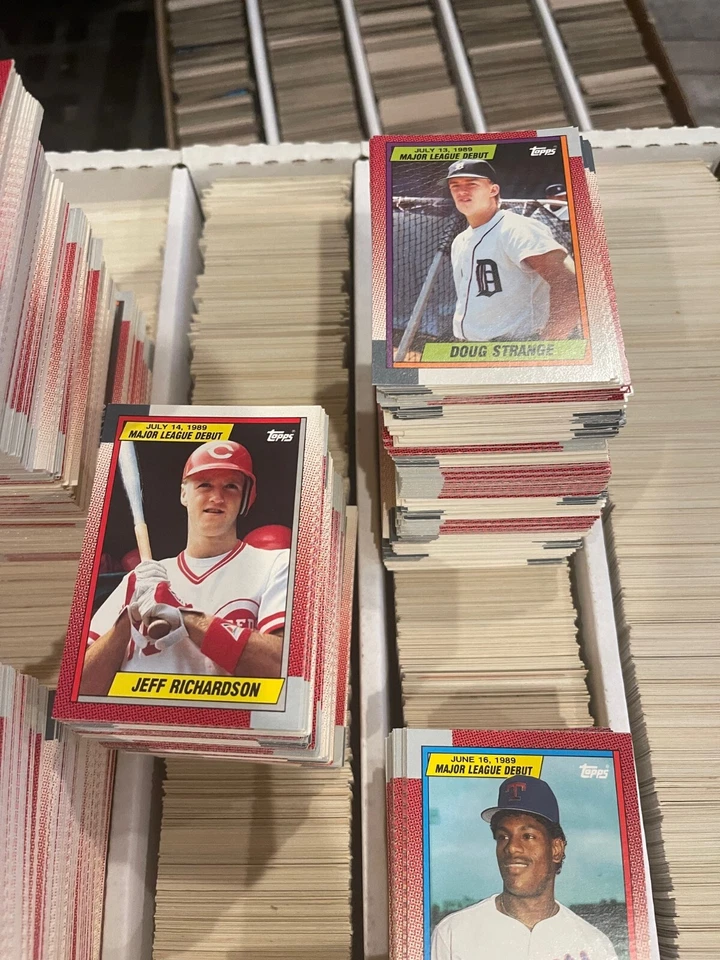 JULY 13, 1989
MAJOR LEAGUE DEBUT
Topps
D
DOUG STRANGE
JULY 14, 1989
MAJOR LEAGUE DEBUT
Topps
C
JEFF RICHARDSON
JUNE 16, 1989
MAJOR LEAGUE DEBUT
Topps
T